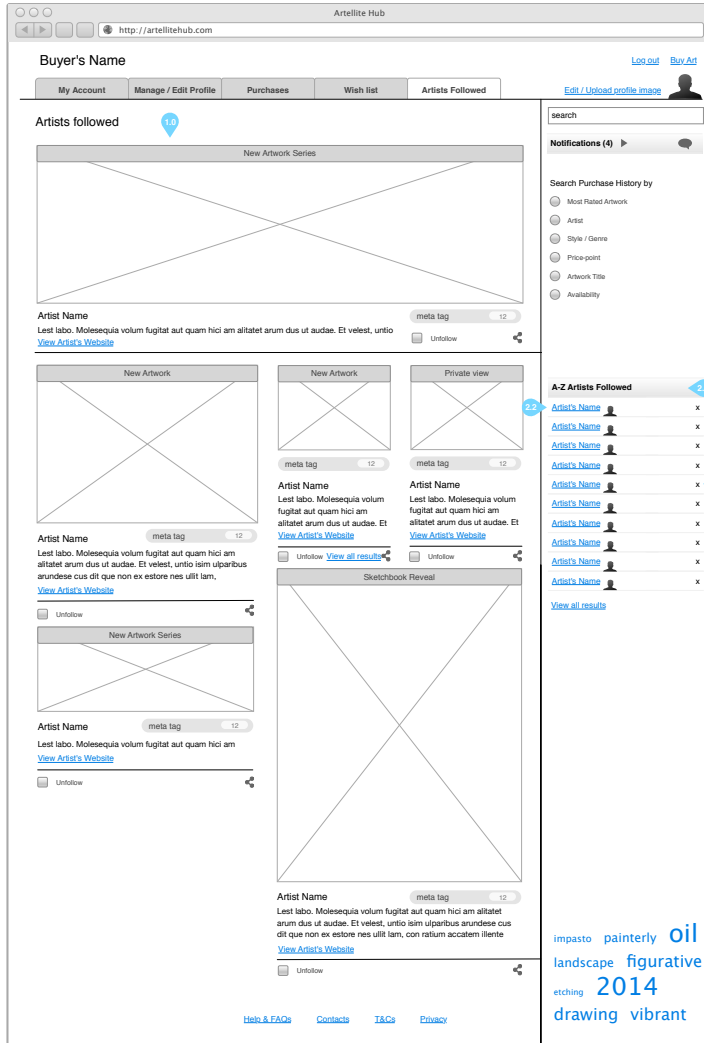 Artellite Hub
http://artellitehub.com
Buyer's Name
Log out Buy Art
My Account Manage / Edit Profile Purchases Wish list Artists Followed
Edit / Upload profile image
Artists followed
1.0
New Artwork Series
Artist Name
meta tag 12
Lest labo. Molesequia volum fugitat aut quam hici am alitatet arum dus ut audae. Et velest, untio
View Artist's Website
Unfollow
New Artwork
Artist Name
meta tag 12
Lest labo. Molesequia volum fugitat aut quam hici am
alitatet arum dus ut audae. Et velest, untio isim ulparibus
arundese cus dit que non ex estore nes ullit lam,
View Artist's Website
Unfollow
New Artwork Series
Artist Name
meta tag 12
Lest labo. Molesequia volum fugitat aut quam hici am
View Artist's Website
Unfollow
New Artwork
meta tag 12
Artist Name
Lest labo. Molesequia volum
fugitat aut quam hici am
alitatet arum dus ut audae. Et
View Artist's Website
Unfollow View all results
Private view
meta tag 12
Artist Name
Lest labo. Molesequia volum
fugitat aut quam hici am
alitatet arum dus ut audae. Et
View Artist's Website
Unfollow
Sketchbook Reveal
Artist Name
meta tag 12
Lest labo. Molesequia volum fugitat aut quam hici am alitatet
arum dus ut audae. Et velest, untio isim ulparibus arundese cus
dit que non ex estore nes ullit lam, con ratium accatem illente
View Artist's Website
Unfollow
search
Notifications (4)
Search Purchase History by
Most Rated Artwork
Artist
Style / Genre
Price-point
Artwork Title
Availability
A-Z Artists Followed
2.2
Artist's Name x
Artist's Name x
Artist's Name x
Artist's Name x
Artist's Name x
Artist's Name x
Artist's Name x
Artist's Name x
Artist's Name x
Artist's Name x
View all results
impasto painterly oil
landscape figurative
etching 2014
drawing vibrant
Help & FAQs Contacts T&Cs Privacy